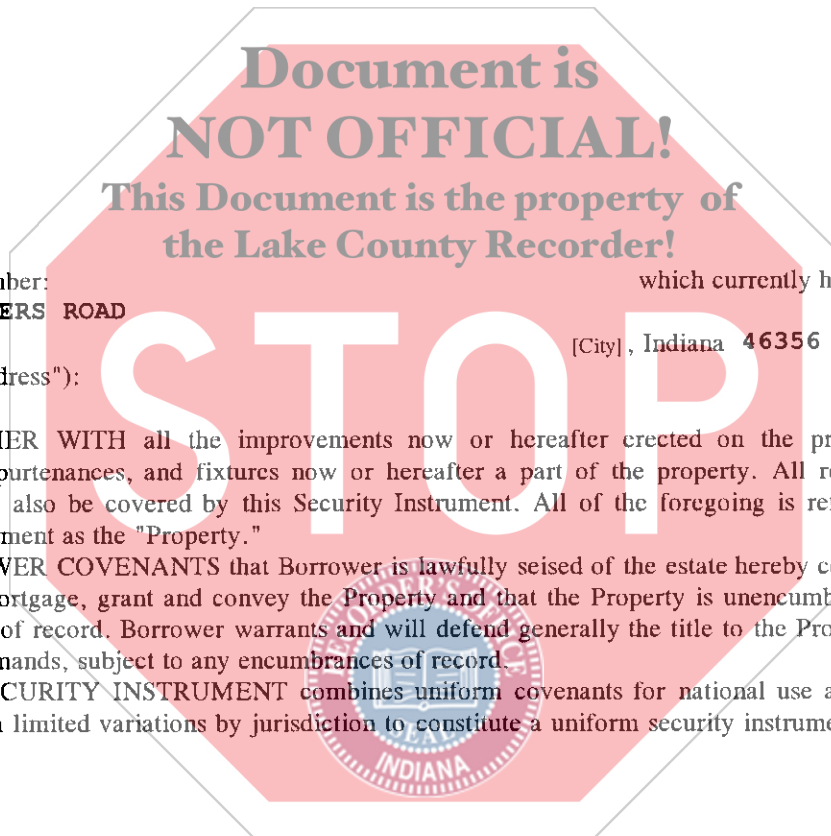 Document is
NOT OFFICIAL!
This Document is the property of
the Lake County Recorder!
nber: which currently h
ERS ROAD
[City], Indiana 46356
dress"):
STOP
IER WITH all the improvements now or hereafter erected on the pr
purtenances, and fixtures now or hereafter a part of the property. All r
also be covered by this Security Instrument. All of the foregoing is re
ment as the "Property."
WER COVENANTS that Borrower is lawfully seised of the estate hereby c
ortgage, grant and convey the Property and that the Property is unencumb
of record. Borrower warrants and will defend generally the title to the Pro
mands, subject to any encumbrances of record.
CURITY INSTRUMENT combines uniform covenants for national use a
limited variations by jurisdiction to constitute a uniform security instrume
RECORDER'S OFFICE
SEAL
INDIANA